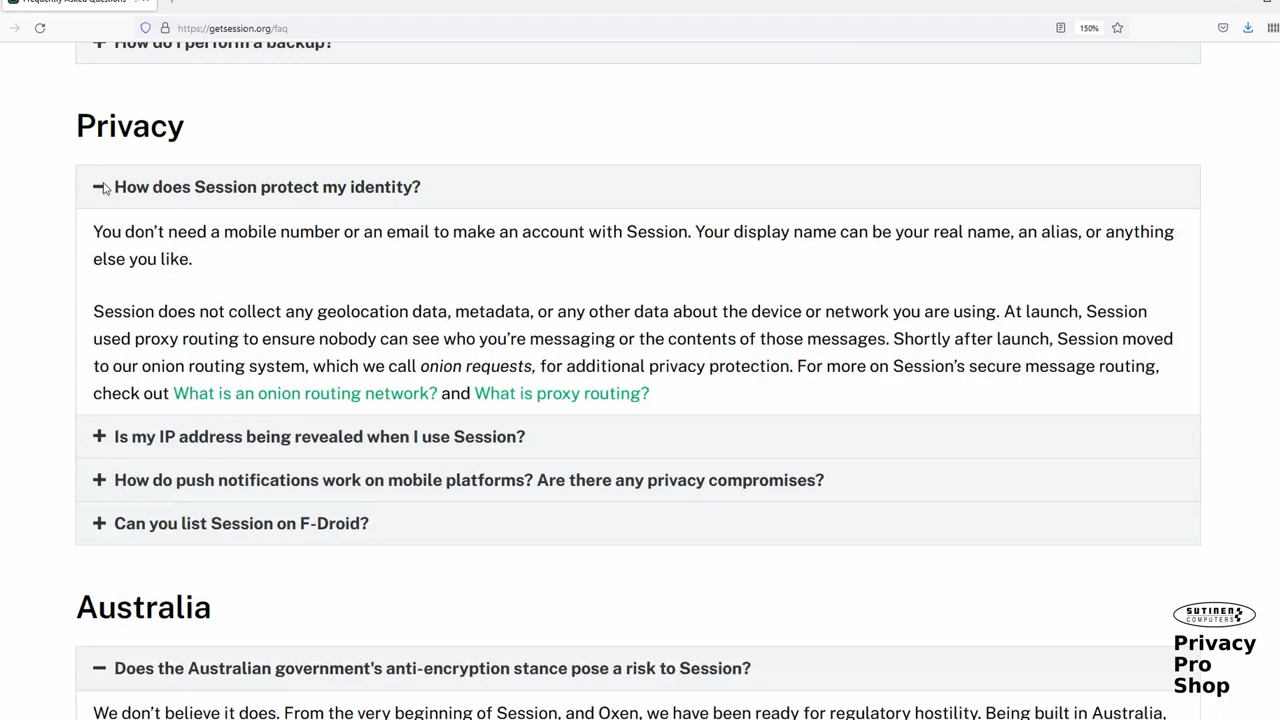 Frequently Asked Questions
https://getsession.org/faq
150%
How do I perform a backup?
Privacy
How does Session protect my identity?
You don’t need a mobile number or an email to make an account with Session. Your display name can be your real name, an alias, or anything
else you like.
Session does not collect any geolocation data, metadata, or any other data about the device or network you are using. At launch, Session
used proxy routing to ensure nobody can see who you’re messaging or the contents of those messages. Shortly after launch, Session moved
to our onion routing system, which we call onion requests, for additional privacy protection. For more on Session’s secure message routing,
check out What is an onion routing network? and What is proxy routing?
Is my IP address being revealed when I use Session?
How do push notifications work on mobile platforms? Are there any privacy compromises?
Can you list Session on F-Droid?
Australia
Does the Australian government's anti-encryption stance pose a risk to Session?
We don’t believe it does. From the very beginning of Session, and Oxen, we have been ready for regulatory hostility. Being built in Australia,
SUTINEN
COMPUTERS
Privacy
Pro
Shop